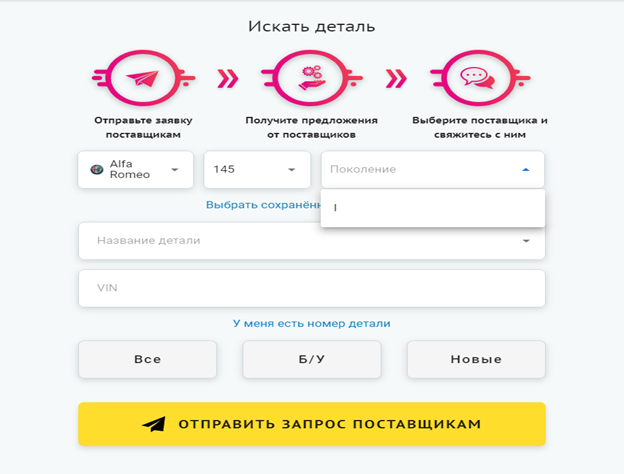 Искать деталь
Отправьте заявку
поставщикам
Получите предложения
от поставщиков
Выберите поставщика и
свяжитесь с ним
Alfa
Romeo
145
Поколение
I
Выбрать сохранённ
Название детали
VIN
У меня есть номер детали
Все
Б/У
Новые
ОТПРАВИТЬ ЗАПРОС ПОСТАВЩИКАМ